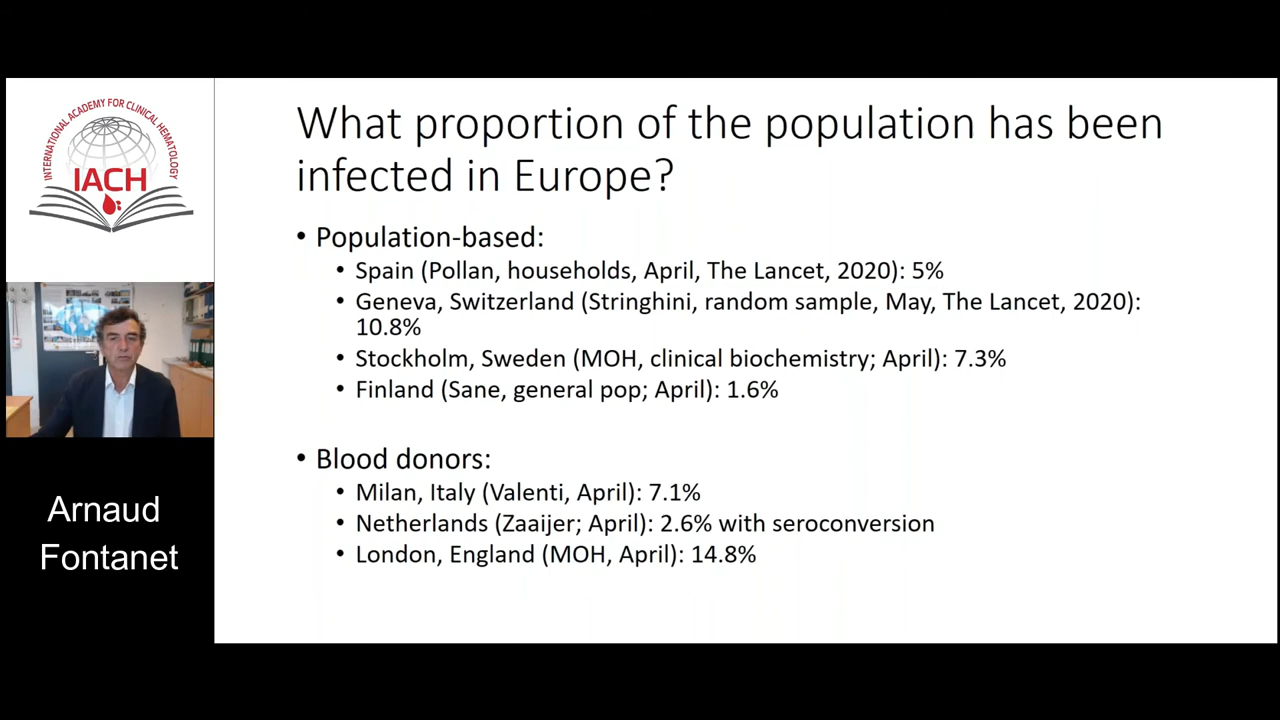 INTERNATIONAL ACADEMY FOR CLINICAL HEMATOLOGY
IACH
Arnaud
Fontanet
What proportion of the population has been
infected in Europe?
• Population-based:
• Spain (Pollan, households, April, The Lancet, 2020): 5%
• Geneva, Switzerland (Stringhini, random sample, May, The Lancet, 2020):
10.8%
• Stockholm, Sweden (MOH, clinical biochemistry; April): 7.3%
• Finland (Sane, general pop; April): 1.6%
• Blood donors:
• Milan, Italy (Valenti, April): 7.1%
• Netherlands (Zaaijer; April): 2.6% with seroconversion
• London, England (MOH, April): 14.8%